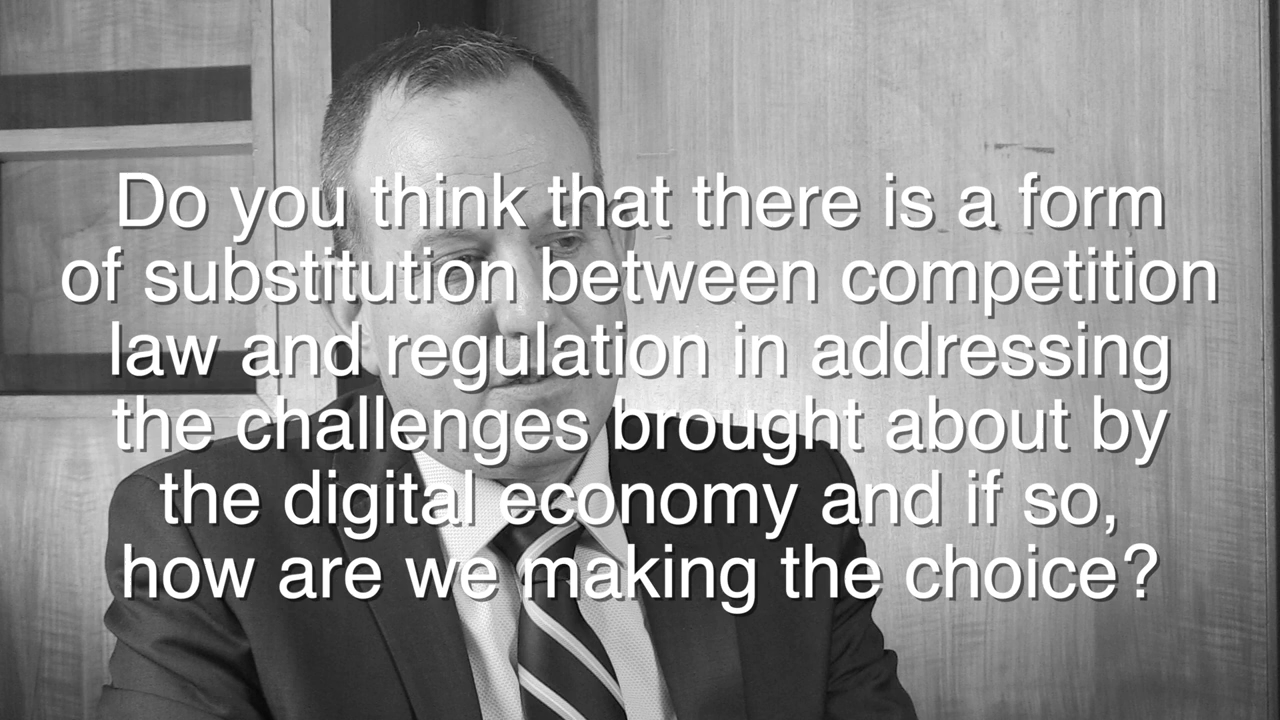 Do you think that there is a form
of substitution between competition
law and regulation in addressing
the challenges brought about by
the digital economy and if so,
how are we making the choice?